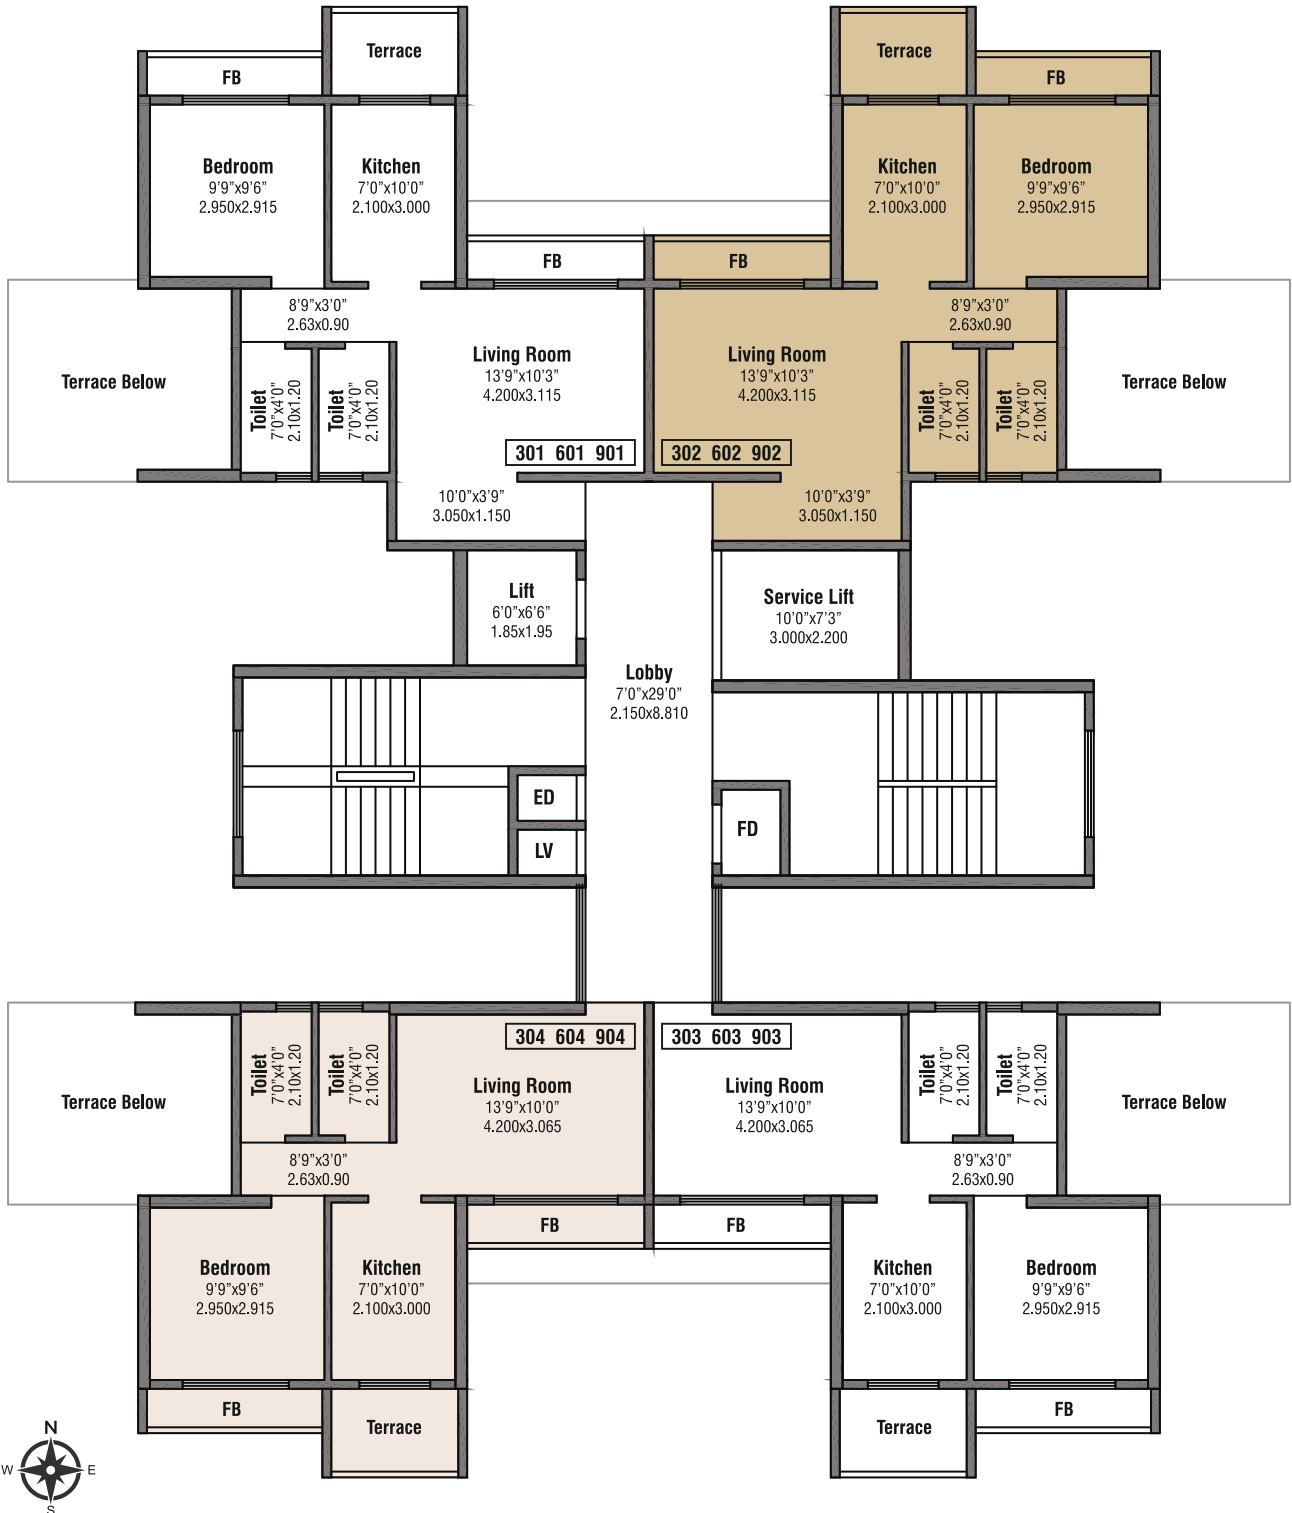 Terrace
FB
Bedroom
9'9"x9'6"
2.950x2.915
Kitchen
7'0"x10'0"
2.100x3.000
FB
8'9"x3'0"
2.63x0.90
Terrace Below
Toilet
7'0"x4'0"
2.10x1.20
Toilet
7'0"x4'0"
2.10x1.20
Living Room
13'9"x10'3"
4.200x3.115
301 601 901
10'0"x3'9"
3.050x1.150
Terrace
FB
Kitchen
7'0"x10'0"
2.100x3.000
Bedroom
9'9"x9'6"
2.950x2.915
FB
8'9"x3'0"
2.63x0.90
Living Room
13'9"x10'3"
4.200x3.115
Toilet
7'0"x4'0"
2.10x1.20
Toilet
7'0"x4'0"
2.10x1.20
Terrace Below
302 602 902
10'0"x3'9"
3.050x1.150
Lift
6'0"x6'6"
1.85x1.95
Service Lift
10'0"x7'3"
3.000x2.200
Lobby
7'0"x29'0"
2.150x8.810
ED
LV
FD
304 604 904
Toilet
7'0"x4'0"
2.10x1.20
Toilet
7'0"x4'0"
2.10x1.20
Terrace Below
Living Room
13'9"x10'0"
4.200x3.065
8'9"x3'0"
2.63x0.90
FB
Bedroom
9'9"x9'6"
2.950x2.915
Kitchen
7'0"x10'0"
2.100x3.000
FB
Terrace
303 603 903
Living Room
13'9"x10'0"
4.200x3.065
Toilet
7'0"x4'0"
2.10x1.20
Toilet
7'0"x4'0"
2.10x1.20
Terrace Below
8'9"x3'0"
2.63x0.90
FB
Kitchen
7'0"x10'0"
2.100x3.000
Bedroom
9'9"x9'6"
2.950x2.915
FB
Terrace
N
W E
S